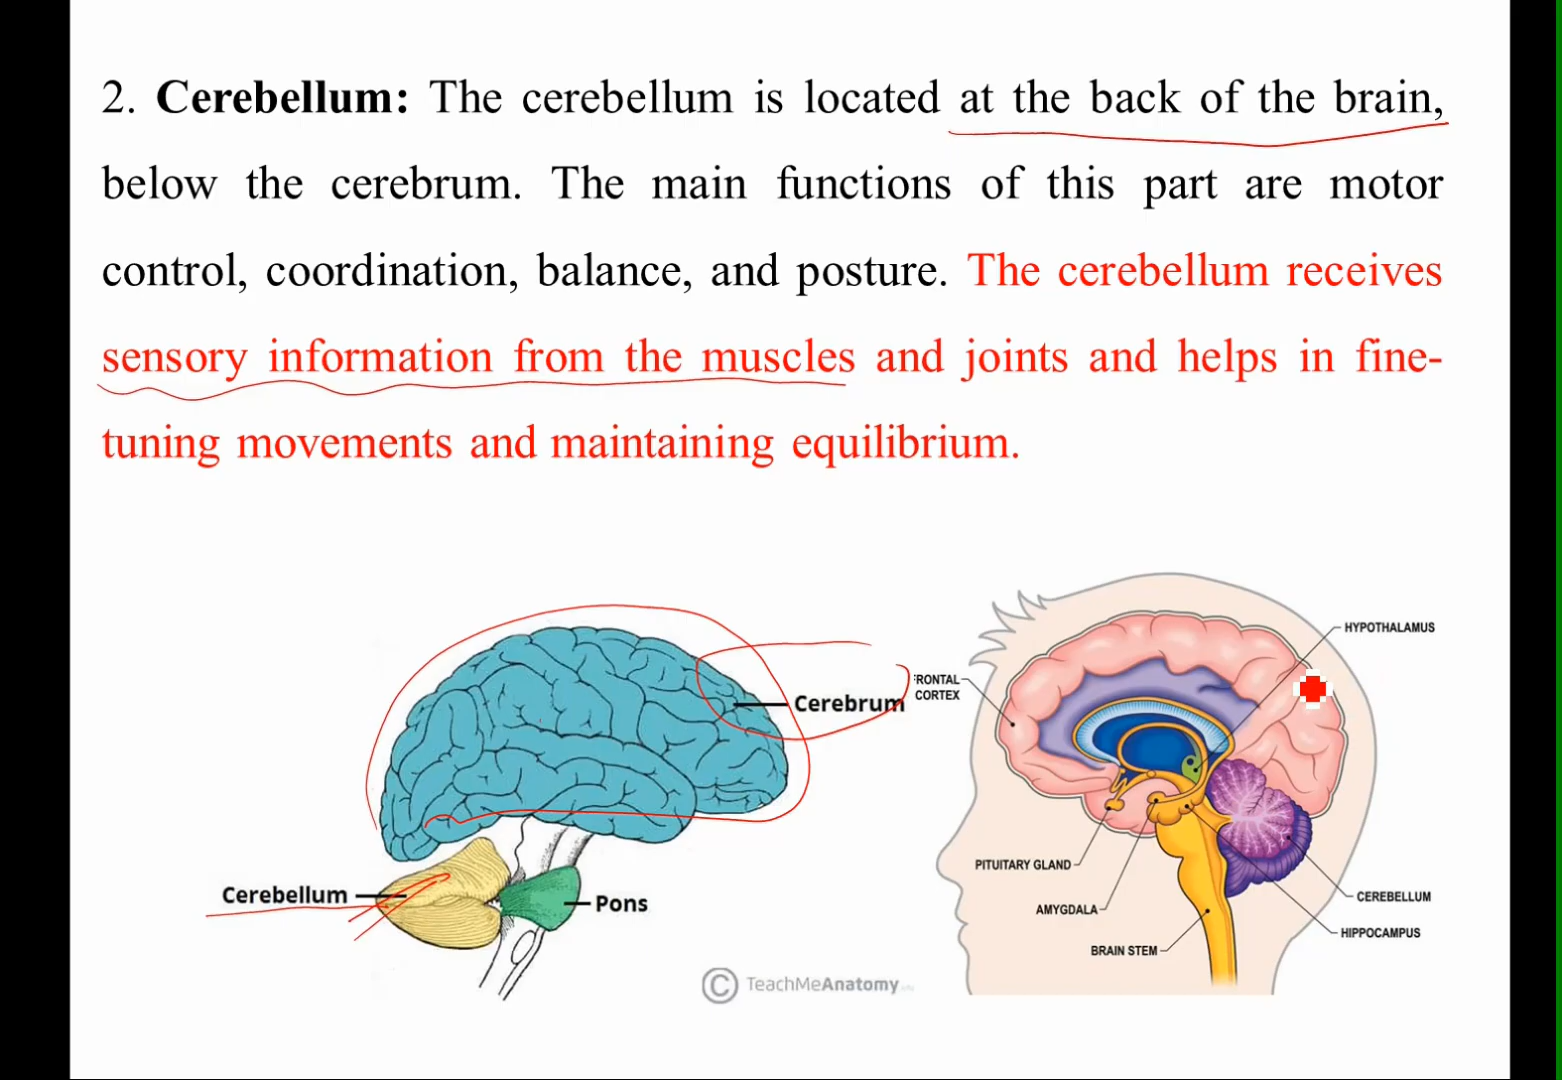 2. Cerebellum: The cerebellum is located at the back of the brain,
below the cerebrum. The main functions of this part are motor
control, coordination, balance, and posture. The cerebellum receives
sensory information from the muscles and joints and helps in fine-
tuning movements and maintaining equilibrium.
Cerebrum
Cerebellum
Pons
TeachMeAnatomy
HYPOTHALAMUS
FRONTAL
CORTEX
PITUITARY GLAND
AMYGDALA
BRAIN STEM
CEREBELLUM
HIPPOCAMPUS